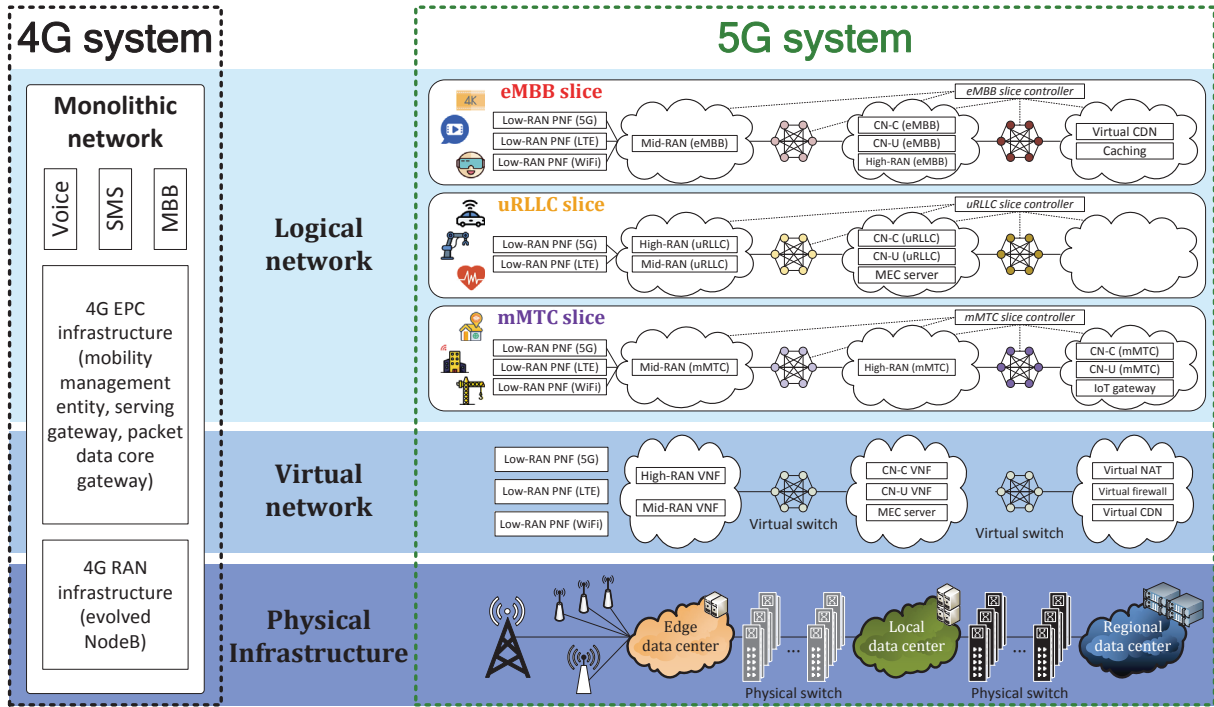 4G system
5G system
Monolithic
network
Voice
SMS
MBB
4G EPC
infrastructure
(mobility
management
entity, serving
gateway, packet
data core
gateway)
4G RAN
infrastructure
(evolved
NodeB)
Logical
network
Virtual
network
Physical
Infrastructure
4K
eMBB slice
eMBB slice controller
Low-RAN PNF (5G)
Low-RAN PNF (LTE)
Low-RAN PNF (WiFi)
Mid-RAN (eMBB)
CN-C (eMBB)
CN-U (eMBB)
High-RAN (eMBB)
Virtual CDN
Caching
uRLLC slice
uRLLC slice controller
Low-RAN PNF (5G)
Low-RAN PNF (LTE)
High-RAN (uRLLC)
Mid-RAN (uRLLC)
CN-C (uRLLC)
CN-U (uRLLC)
MEC server
mMTC slice
mMTC slice controller
Low-RAN PNF (5G)
Low-RAN PNF (LTE)
Low-RAN PNF (WiFi)
Mid-RAN (mMTC)
High-RAN (mMTC)
CN-C (mMTC)
CN-U (mMTC)
IoT gateway
Low-RAN PNF (5G)
Low-RAN PNF (LTE)
Low-RAN PNF (WiFi)
High-RAN VNF
Mid-RAN VNF
Virtual switch
CN-C VNF
CN-U VNF
MEC server
Virtual switch
Virtual NAT
Virtual firewall
Virtual CDN
Edge
data center
...
Physical switch
Local
data center
...
Physical switch
Regional
data center